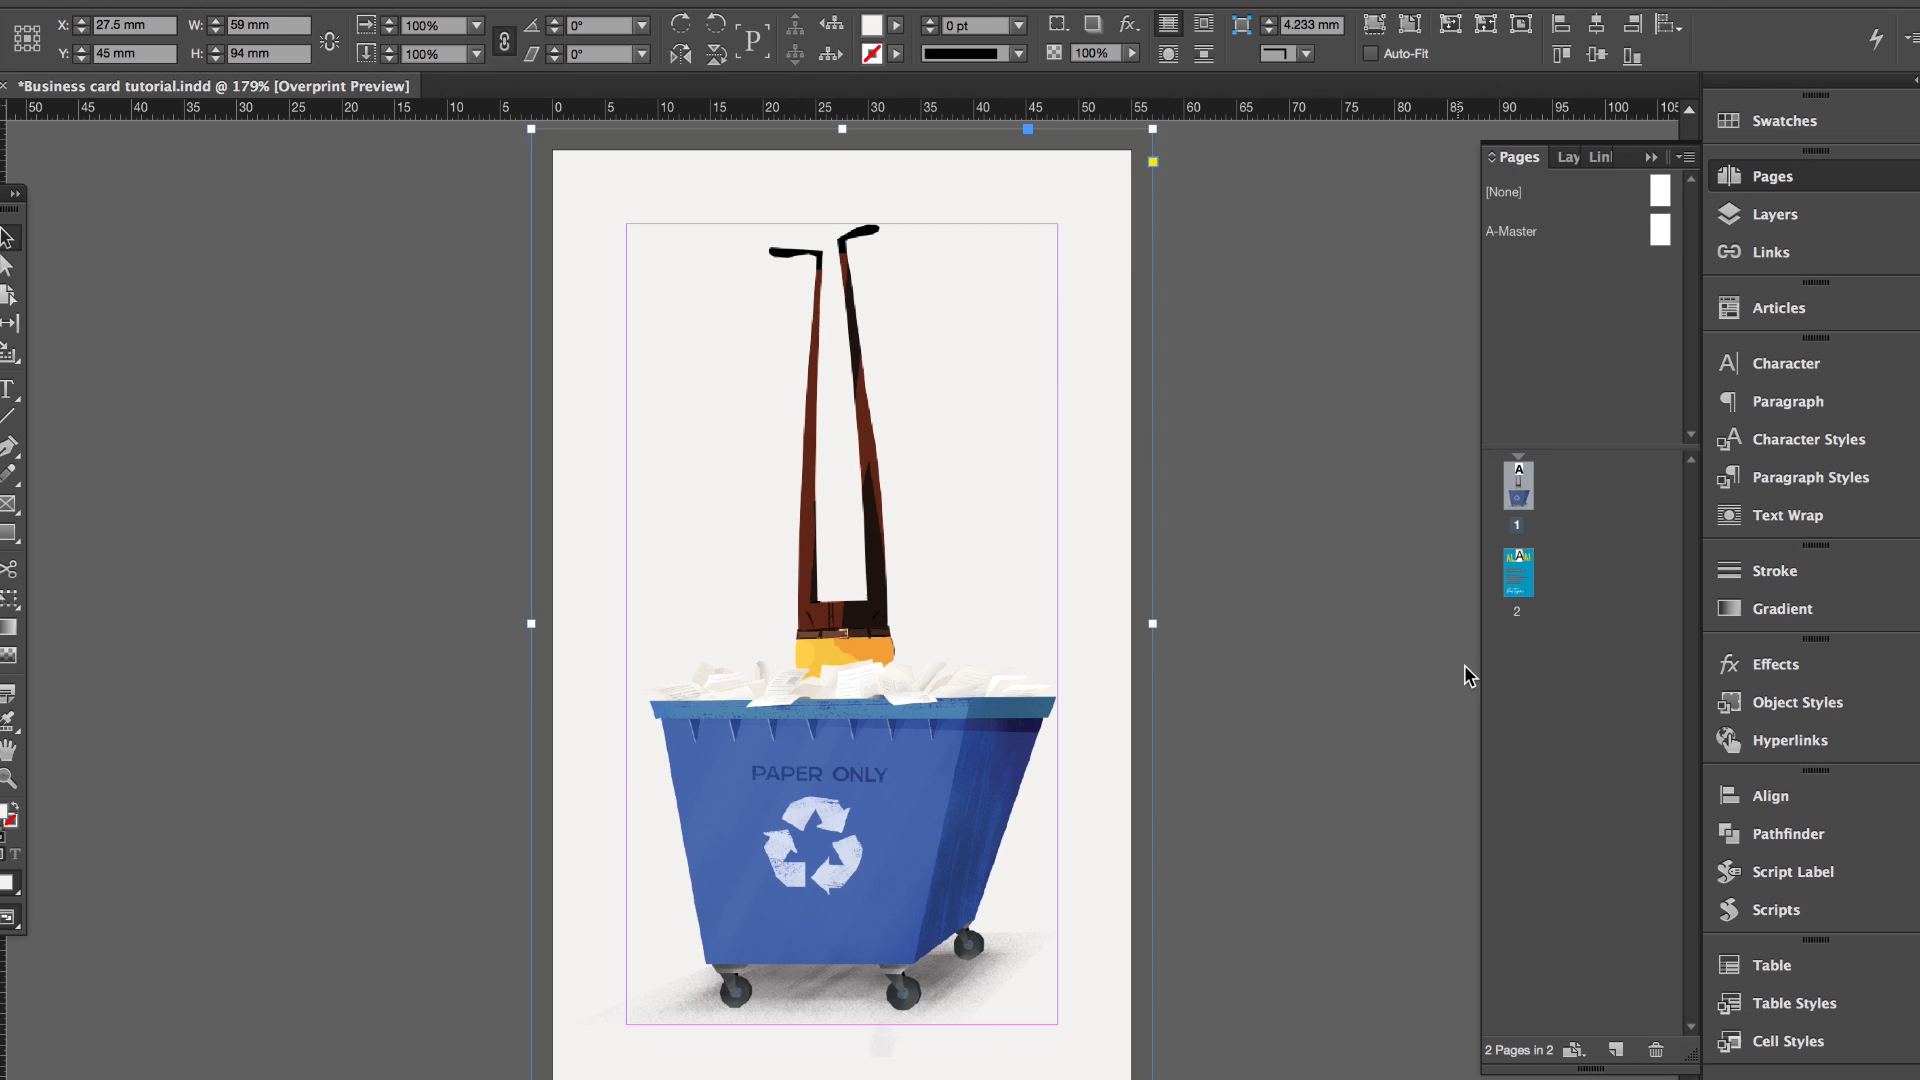 X: 27.5 mm W: 59 mm 100% 0° 0 pt 4.233 mm
Y: 45 mm H: 94 mm 100% 0° 100% Auto-Fit
P
fx
*Business card tutorial.indd @ 179% [Overprint Preview]
50 45 40 35 30 25 20 15 10 5 0 5 10 15 20 25 30 35 40 45 50 55 60 65 70 75 80 85 90 95 100 105
Pages Lay Linl
[None]
A-Master
A
1
A
2
2 Pages in 2
T
T
PAPER ONLY
Swatches
Pages
Layers
Links
Articles
Character
Paragraph
Character Styles
Paragraph Styles
Text Wrap
Stroke
Gradient
fx Effects
Object Styles
Hyperlinks
Align
Pathfinder
Script Label
Scripts
Table
Table Styles
Cell Styles